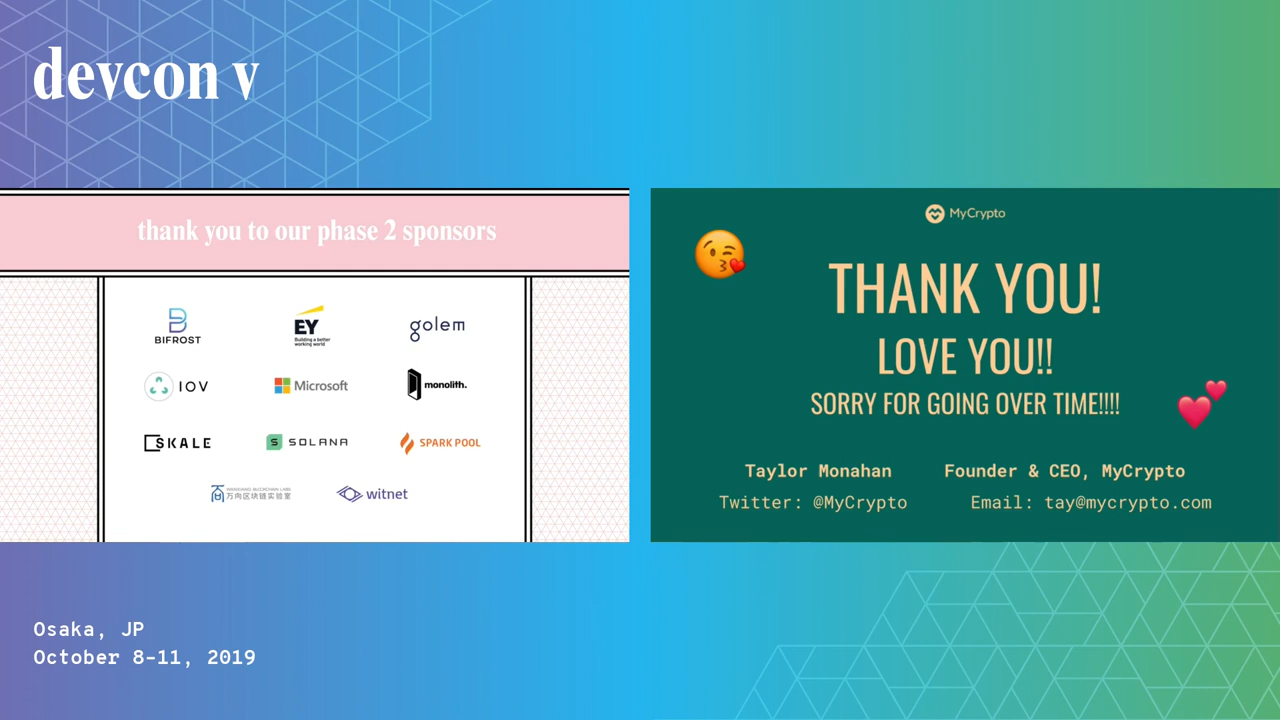 devcon v
thank you to our phase 2 sponsors
BIFROST
EY
Building a better
working world
golem
IOV
Microsoft
monolith.
SKALE
S SOLANA
SPARK POOL
WANXIANG BLOCKCHAIN LABS
万向区块链实验室
witnet
MyCrypto
THANK YOU!
LOVE YOU!!
SORRY FOR GOING OVER TIME!!!!
Taylor Monahan Founder & CEO, MyCrypto
Twitter: @MyCrypto Email: tay@mycrypto.com
Osaka, JP
October 8-11, 2019